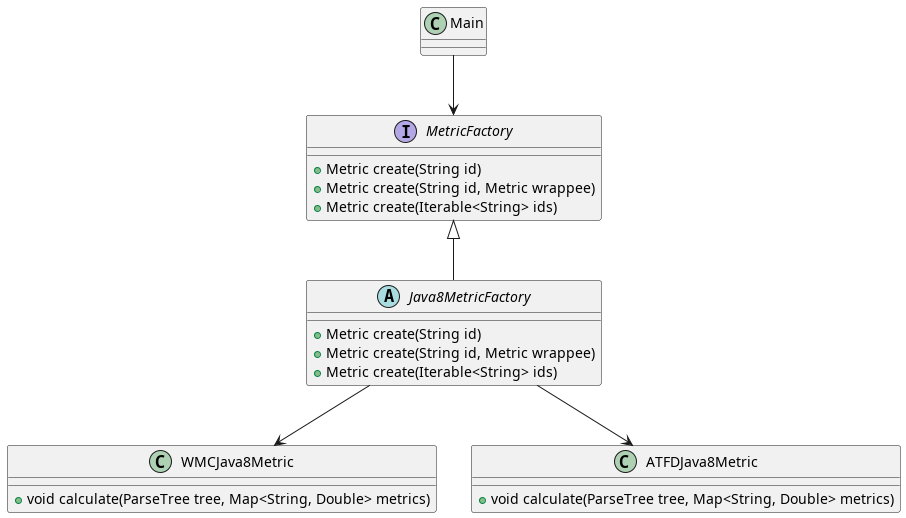 C Main
I MetricFactory
Metric create(String id)
Metric create(String id, Metric wrappee)
Metric create(Iterable<String> ids)
A Java8MetricFactory
Metric create(String id)
Metric create(String id, Metric wrappee)
Metric create(Iterable<String> ids)
C WMCJava8Metric
void calculate(ParseTree tree, Map<String, Double> metrics)
C ATFDJava8Metric
void calculate(ParseTree tree, Map<String, Double> metrics)